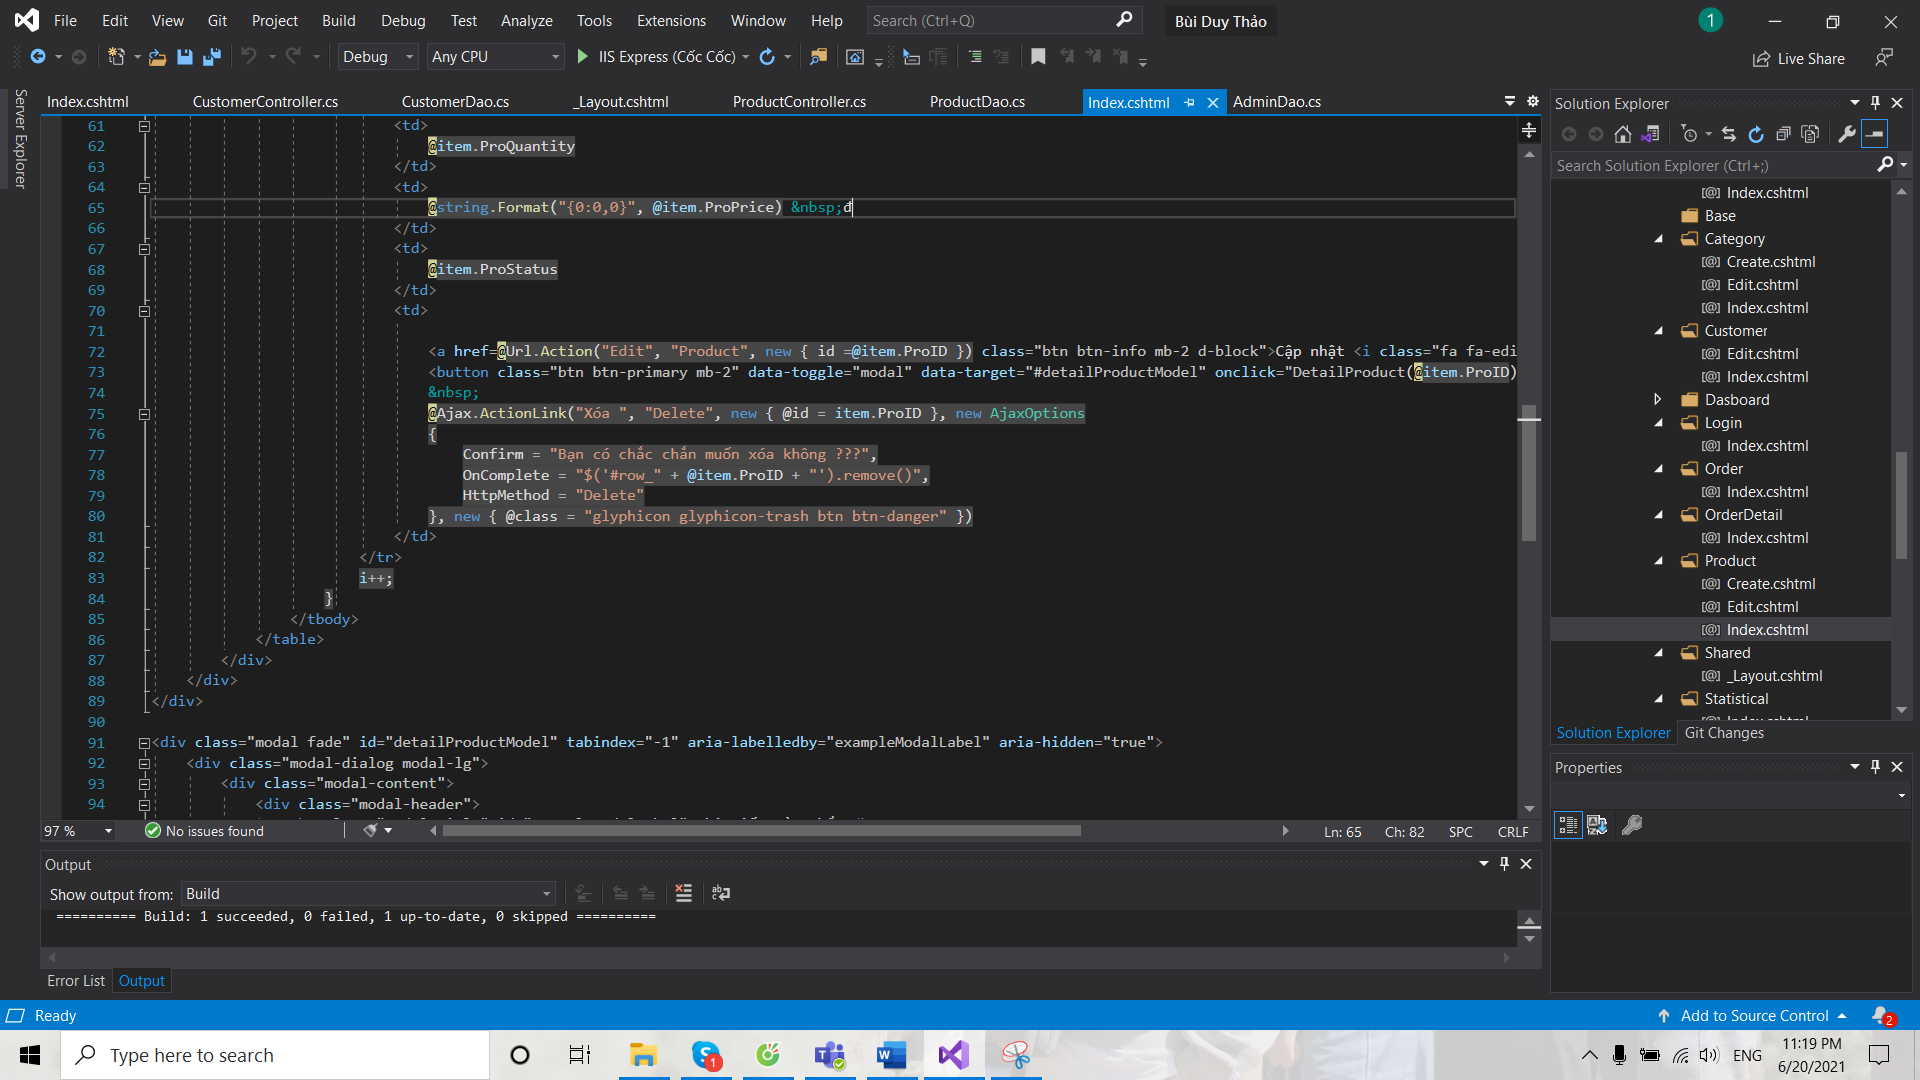 File Edit View Git Project Build Debug Test Analyze Tools Extensions Window Help Search (Ctrl+Q) Bùi Duy Thảo 1
Debug Any CPU IIS Express (Cốc Cốc) Live Share
Server Explorer
Index.cshtml CustomerController.cs CustomerDao.cs _Layout.cshtml ProductController.cs ProductDao.cs Index.cshtml AdminDao.cs
61 <td>
62 @item.ProQuantity
63 </td>
64 <td>
65 @string.Format("{0:0,0}", @item.ProPrice) &nbsp;đ
66 </td>
67 <td>
68 @item.ProStatus
69 </td>
70 <td>
71
72 <a href=@Url.Action("Edit", "Product", new { id =@item.ProID }) class="btn btn-info mb-2 d-block">Cập nhật <i class="fa fa-edi
73 <button class="btn btn-primary mb-2" data-toggle="modal" data-target="#detailProductModel" onclick="DetailProduct(@item.ProID)
74 &nbsp;
75 @Ajax.ActionLink("Xóa ", "Delete", new { @id = item.ProID }, new AjaxOptions
76 {
77 Confirm = "Bạn có chắc chắn muốn xóa không ???",
78 OnComplete = "$('#row_" + @item.ProID + "').remove()",
79 HttpMethod = "Delete"
80 }, new { @class = "glyphicon glyphicon-trash btn btn-danger" })
81 </td>
82 </tr>
83 i++;
84 }
85 </tbody>
86 </table>
87 </div>
88 </div>
89 </div>
90
91 <div class="modal fade" id="detailProductModel" tabindex="-1" aria-labelledby="exampleModalLabel" aria-hidden="true">
92 <div class="modal-dialog modal-lg">
93 <div class="modal-content">
94 <div class="modal-header">
97 % No issues found Ln: 65 Ch: 82 SPC CRLF
Output
Show output from: Build
========== Build: 1 succeeded, 0 failed, 1 up-to-date, 0 skipped ==========
Error List Output
Solution Explorer
Search Solution Explorer (Ctrl+;)
Index.cshtml
Base
Category
Create.cshtml
Edit.cshtml
Index.cshtml
Customer
Edit.cshtml
Index.cshtml
Dasboard
Login
Index.cshtml
Order
Index.cshtml
OrderDetail
Index.cshtml
Product
Create.cshtml
Edit.cshtml
Index.cshtml
Shared
_Layout.cshtml
Statistical
Index.cshtml
Solution Explorer Git Changes
Properties
Ready Add to Source Control 2
Type here to search 1 ENG 11:19 PM
6/20/2021